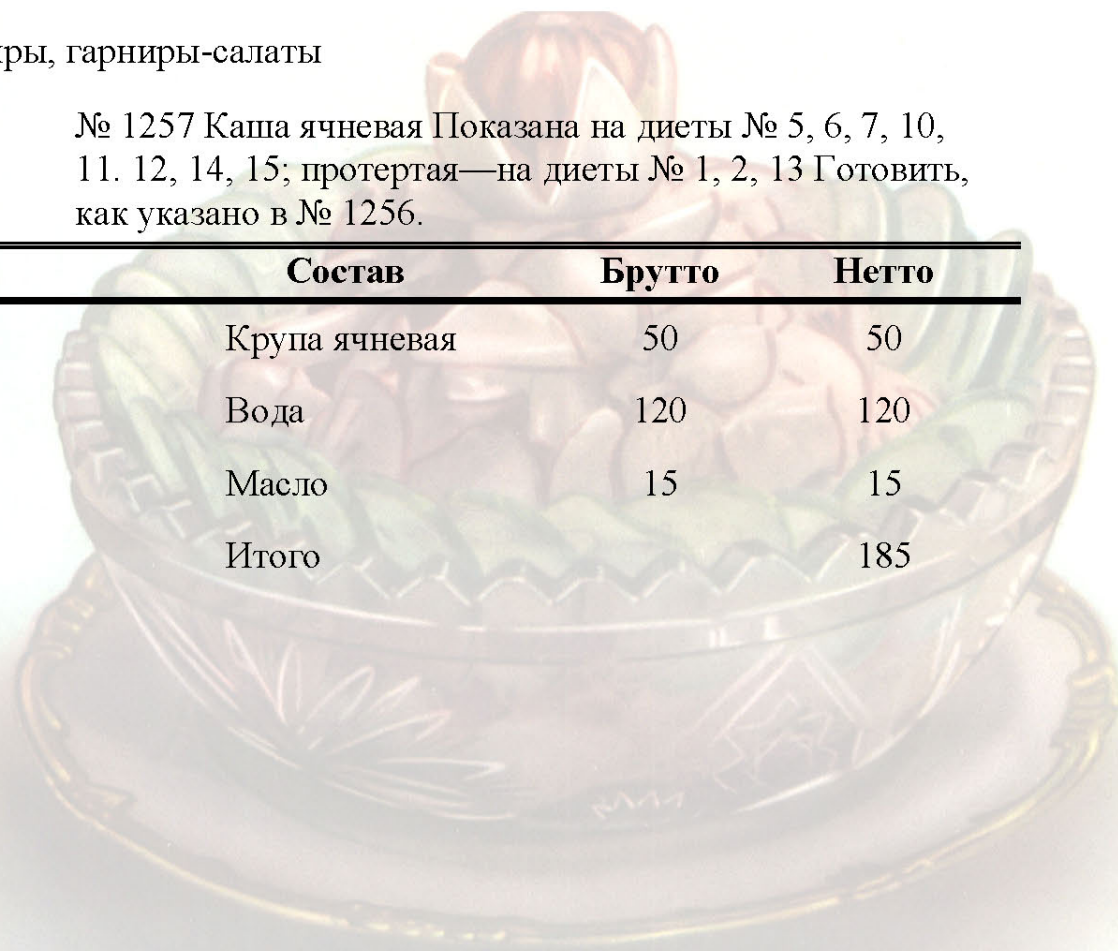 гарниры-салаты
№ 1257 Каша ячневая Показана на диеты № 5, 6, 7, 10,
11. 12, 14, 15; протертая—на диеты № 1, 2, 13 Готовить,
как указано в № 1256.
Состав Брутто Нетто
Крупа ячневая 50 50
Вода 120 120
Масло 15 15
Итого 185